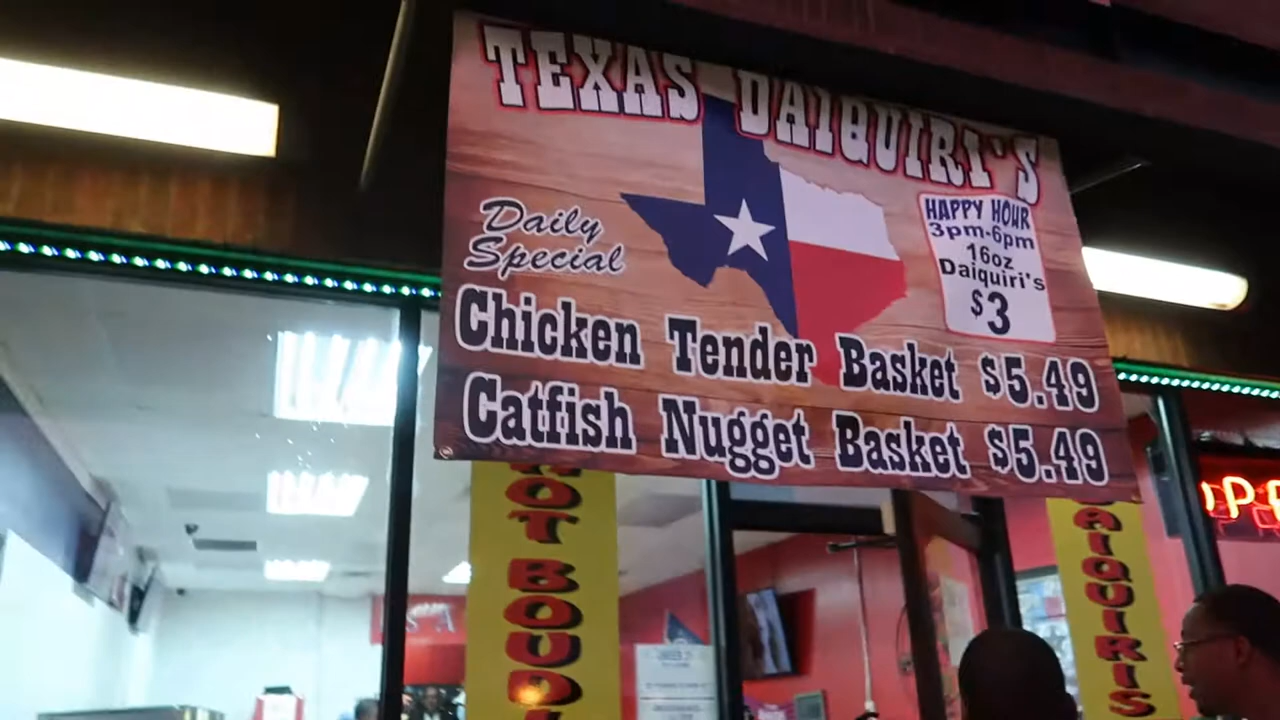 TEXAS DAIQUIRI'S
HAPPY HOUR
3pm-6pm
16oz
Daiquiri's
$3
Daily
Special
Chicken Tender Basket $5.49
Catfish Nugget Basket $5.49
HOT BOUDI
DAIQUIRIS